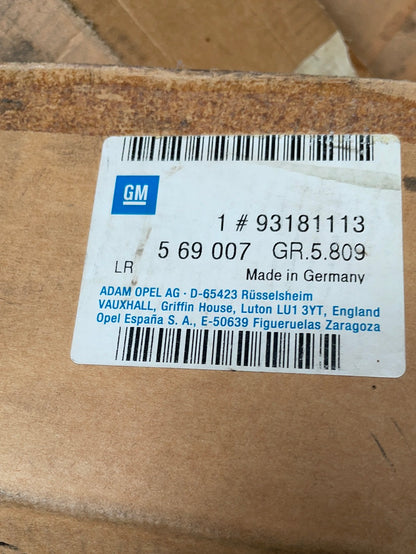 GM
1 # 93181113
5 69 007 GR.5.809
LR Made in Germany
ADAM OPEL AG · D-65423 Rüsselsheim
VAUXHALL, Griffin House, Luton LU1 3YT, England
Opel España S. A., E-50639 Figueruelas Zaragoza